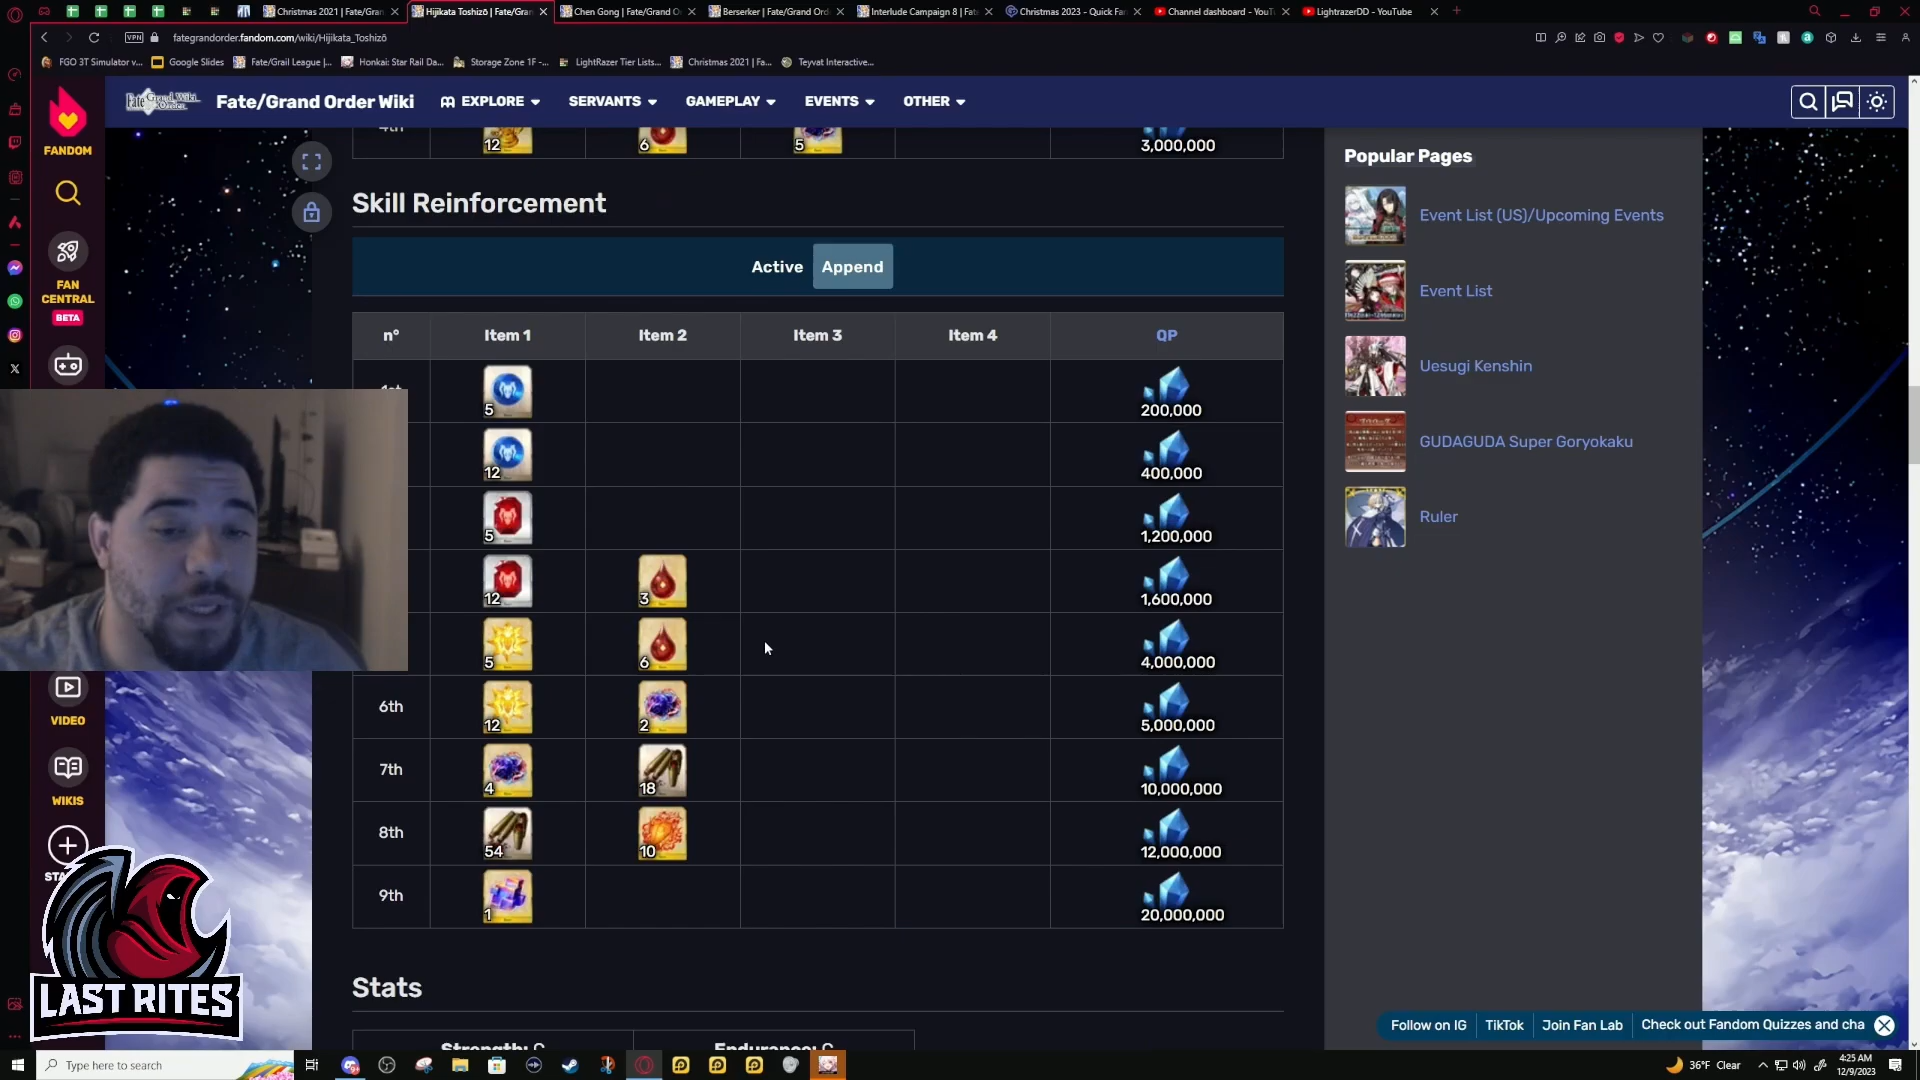 Christmas 2021 | Fate/Gran
Hijikata Toshizō | Fate/Gran
Chen Gong | Fate/Grand O
Berserker | Fate/Grand Ord
Interlude Campaign 8 | Fat
Christmas 2023 - Quick Fa
Channel dashboard - YouT
LightrazerDD - YouTube
VPN
fategrandorder.fandom.com/wiki/Hijikata_Toshizō
FGO 3T Simulator v...
Google Slides
Fate/Grail League |...
Honkai: Star Rail Da...
Storage Zone 1F -...
LightRazer Tier Lists...
Christmas 2021 | Fa...
Teyvat Interactive...
Fate/Grand Order Wiki
EXPLORE
SERVANTS
GAMEPLAY
EVENTS
OTHER
FANDOM
FAN CENTRAL
BETA
VIDEO
WIKIS
4th
12
6
5
3,000,000
Skill Reinforcement
Active
Append
n°
Item 1
Item 2
Item 3
Item 4
QP
5
200,000
12
400,000
5
1,200,000
12
3
1,600,000
5
6
4,000,000
6th
12
2
5,000,000
7th
4
18
10,000,000
8th
54
10
12,000,000
9th
1
20,000,000
Stats
Strength: C
Endurance: C
Popular Pages
Event List (US)/Upcoming Events
Event List
Uesugi Kenshin
GUDAGUDA Super Goryokaku
Ruler
Follow on IG
TikTok
Join Fan Lab
Check out Fandom Quizzes and cha
LAST RITES
Type here to search
36°F Clear
4:25 AM
12/9/2023